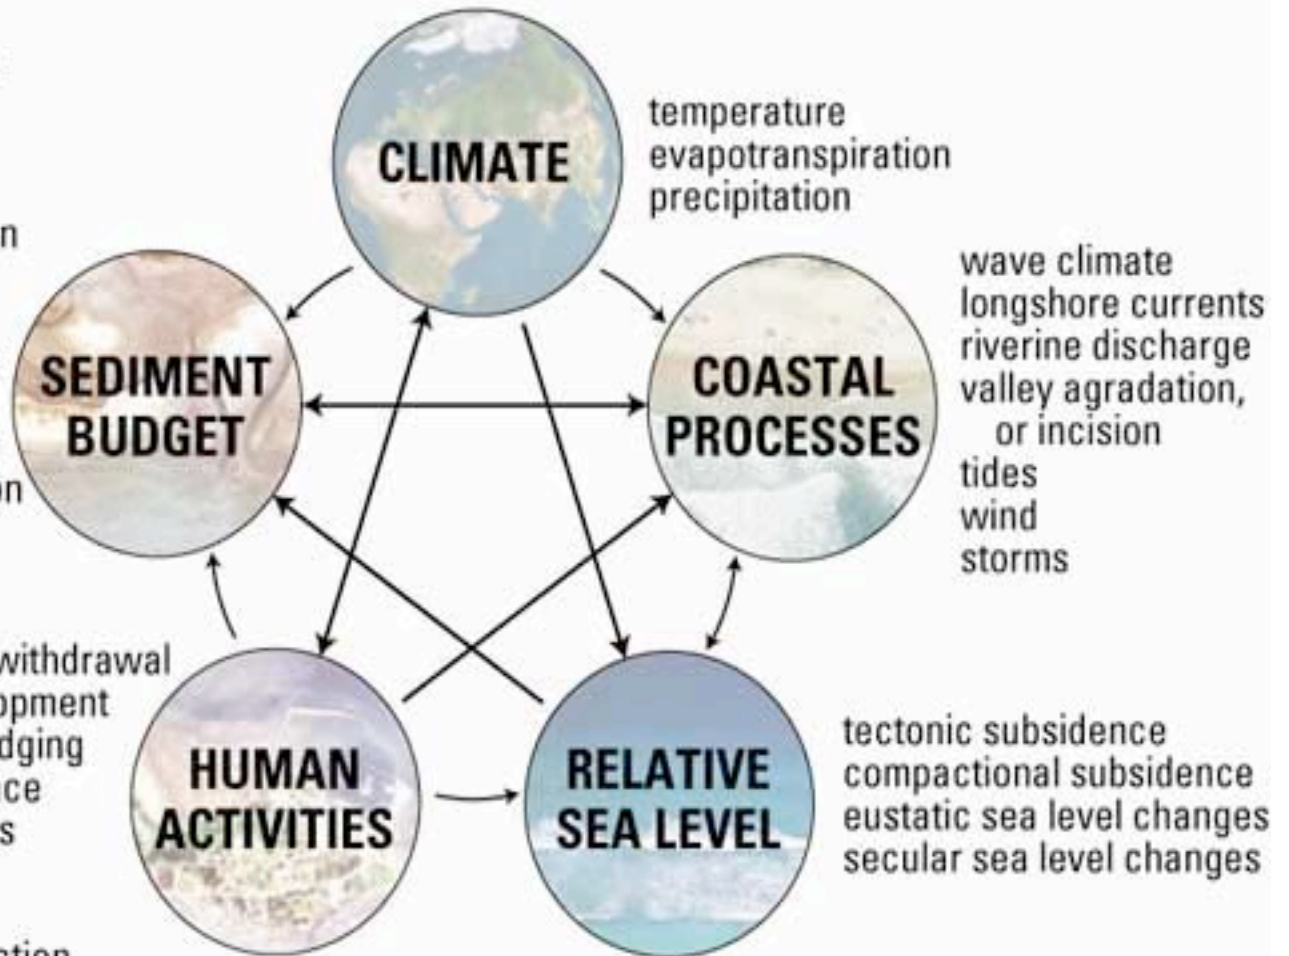 CLIMATE
temperature
evapotranspiration
precipitation
SEDIMENT
BUDGET
COASTAL
PROCESSES
wave climate
longshore currents
riverine discharge
valley agradation,
or incision
tides
wind
storms
withdrawal
HUMAN
ACTIVITIES
RELATIVE
SEA LEVEL
tectonic subsidence
compactional subsidence
eustatic sea level changes
secular sea level changes